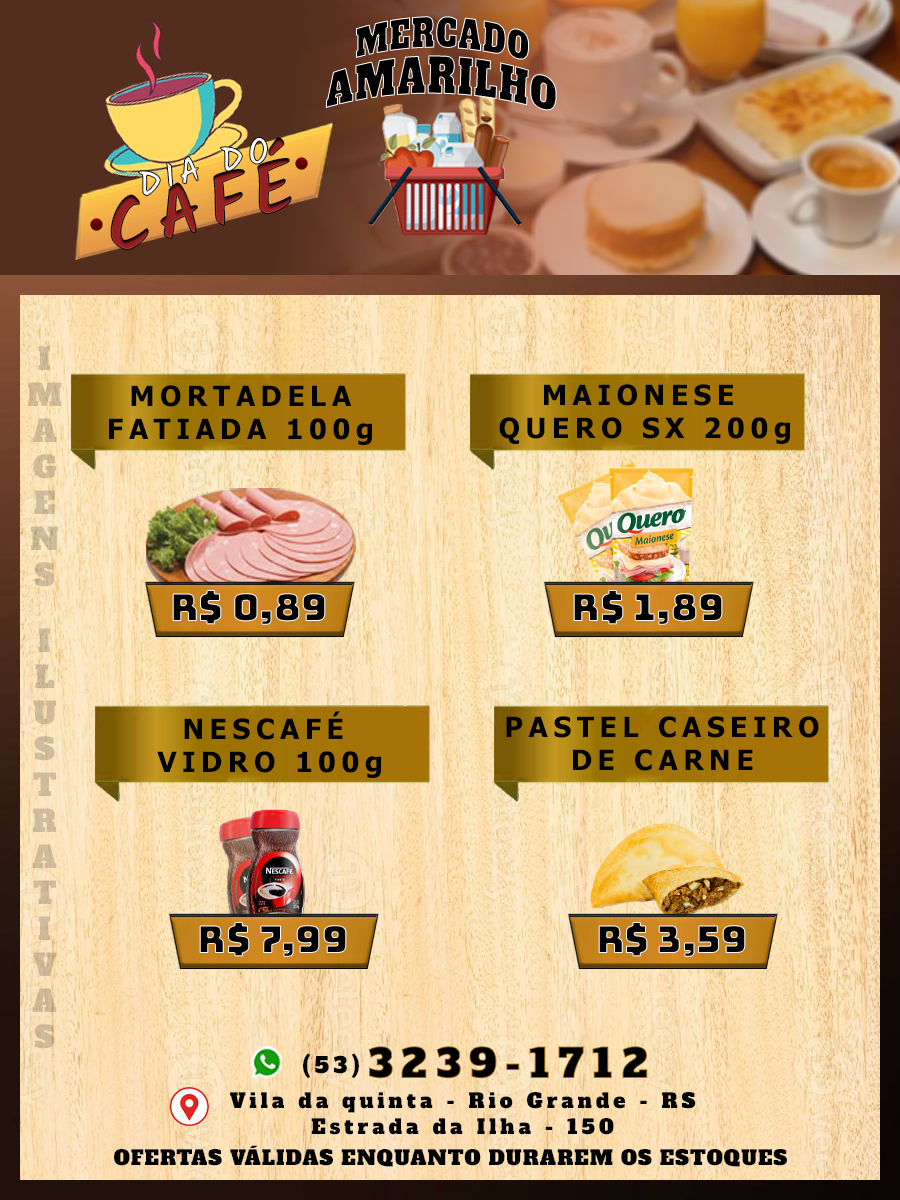 MERCADO
AMARILHO
DIA DO
CAFÉ
IMAGENS ILUSTRATIVAS
MORTADELA
FATIADA 100g
R$ 0,89
MAIONESE
QUERO SX 200g
Qu
Quero
Maionese
R$ 1,89
NESCAFÉ
VIDRO 100g
NESCAFÉ
R$ 7,99
PASTEL CASEIRO
DE CARNE
R$ 3,59
(53) 3239-1712
Vila da quinta - Rio Grande - RS
Estrada da Ilha - 150
OFERTAS VÁLIDAS ENQUANTO DURAREM OS ESTOQUES